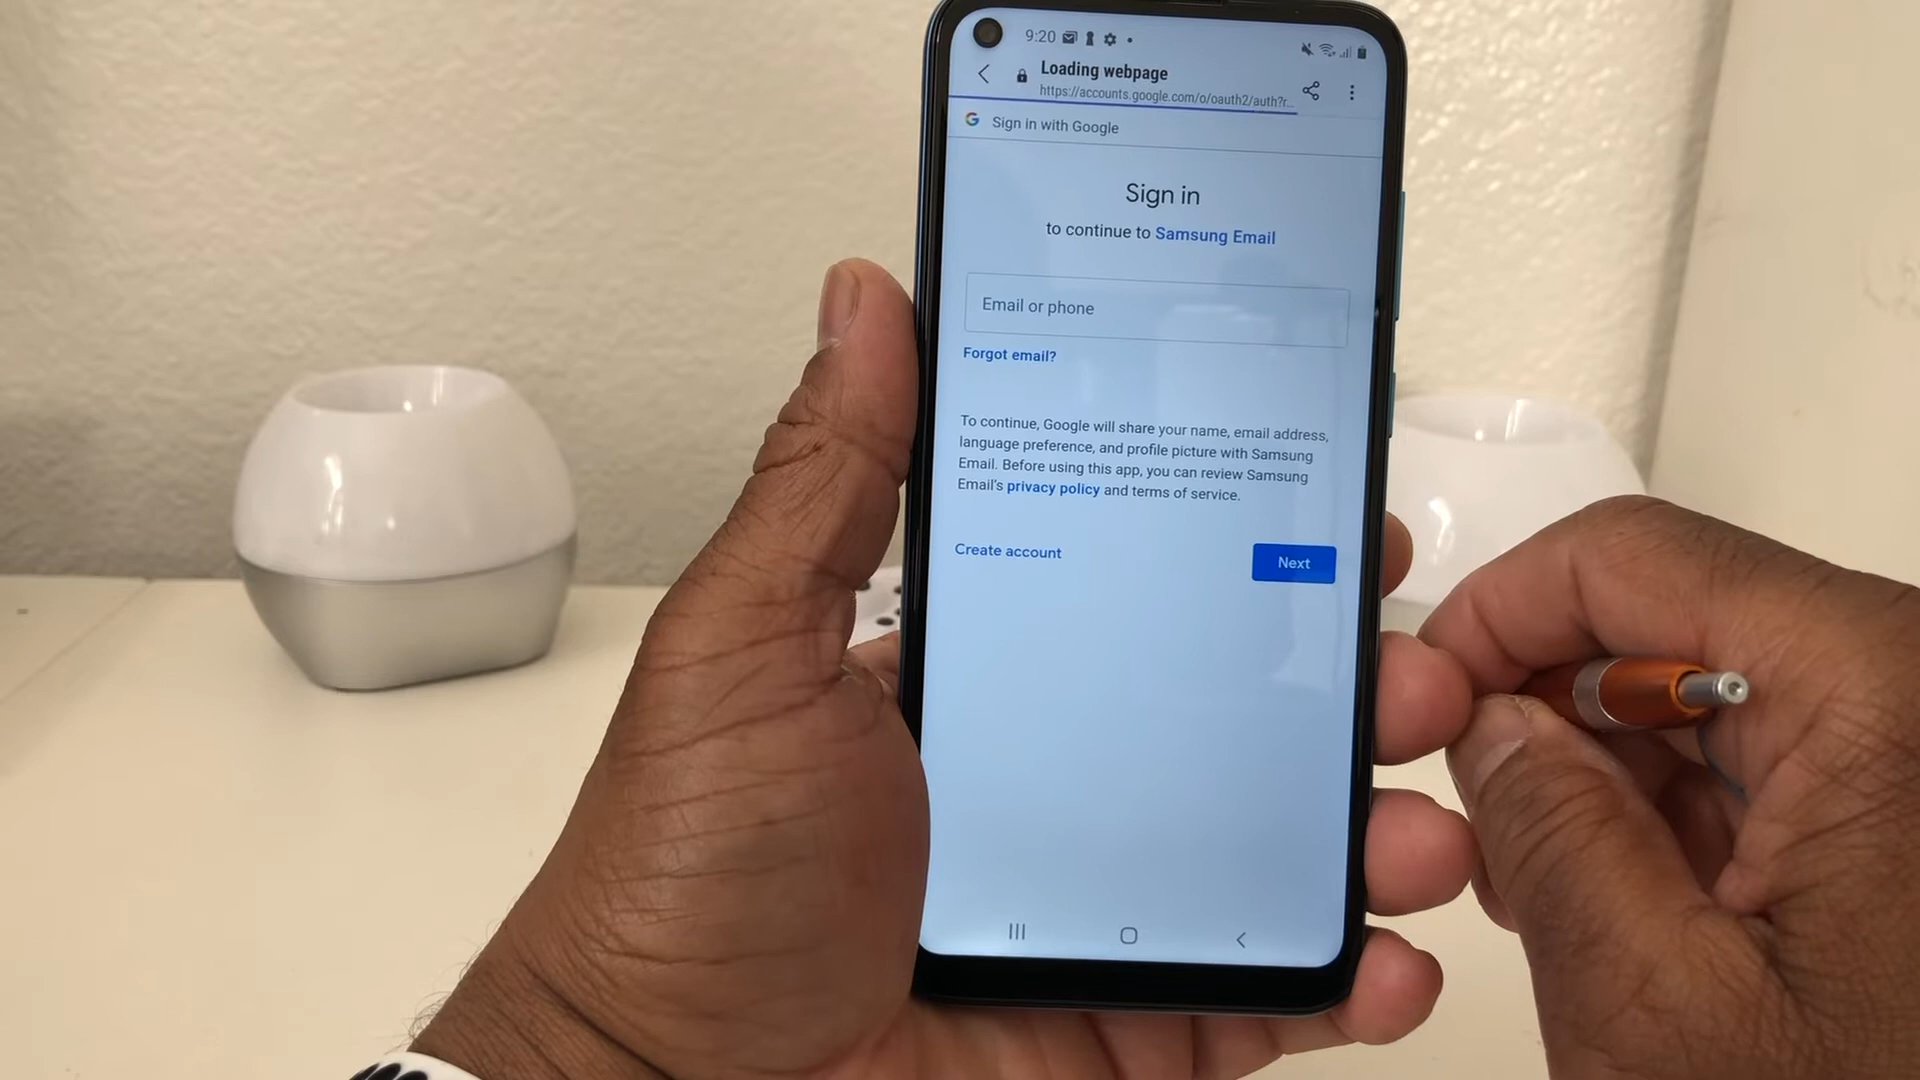 9:20
Loading webpage
https://accounts.google.com/o/oauth2/auth?r...
G Sign in with Google
Sign in
to continue to Samsung Email
Email or phone
Forgot email?
To continue, Google will share your name, email address,
language preference, and profile picture with Samsung
Email. Before using this app, you can review Samsung
Email's privacy policy and terms of service.
Create account
Next